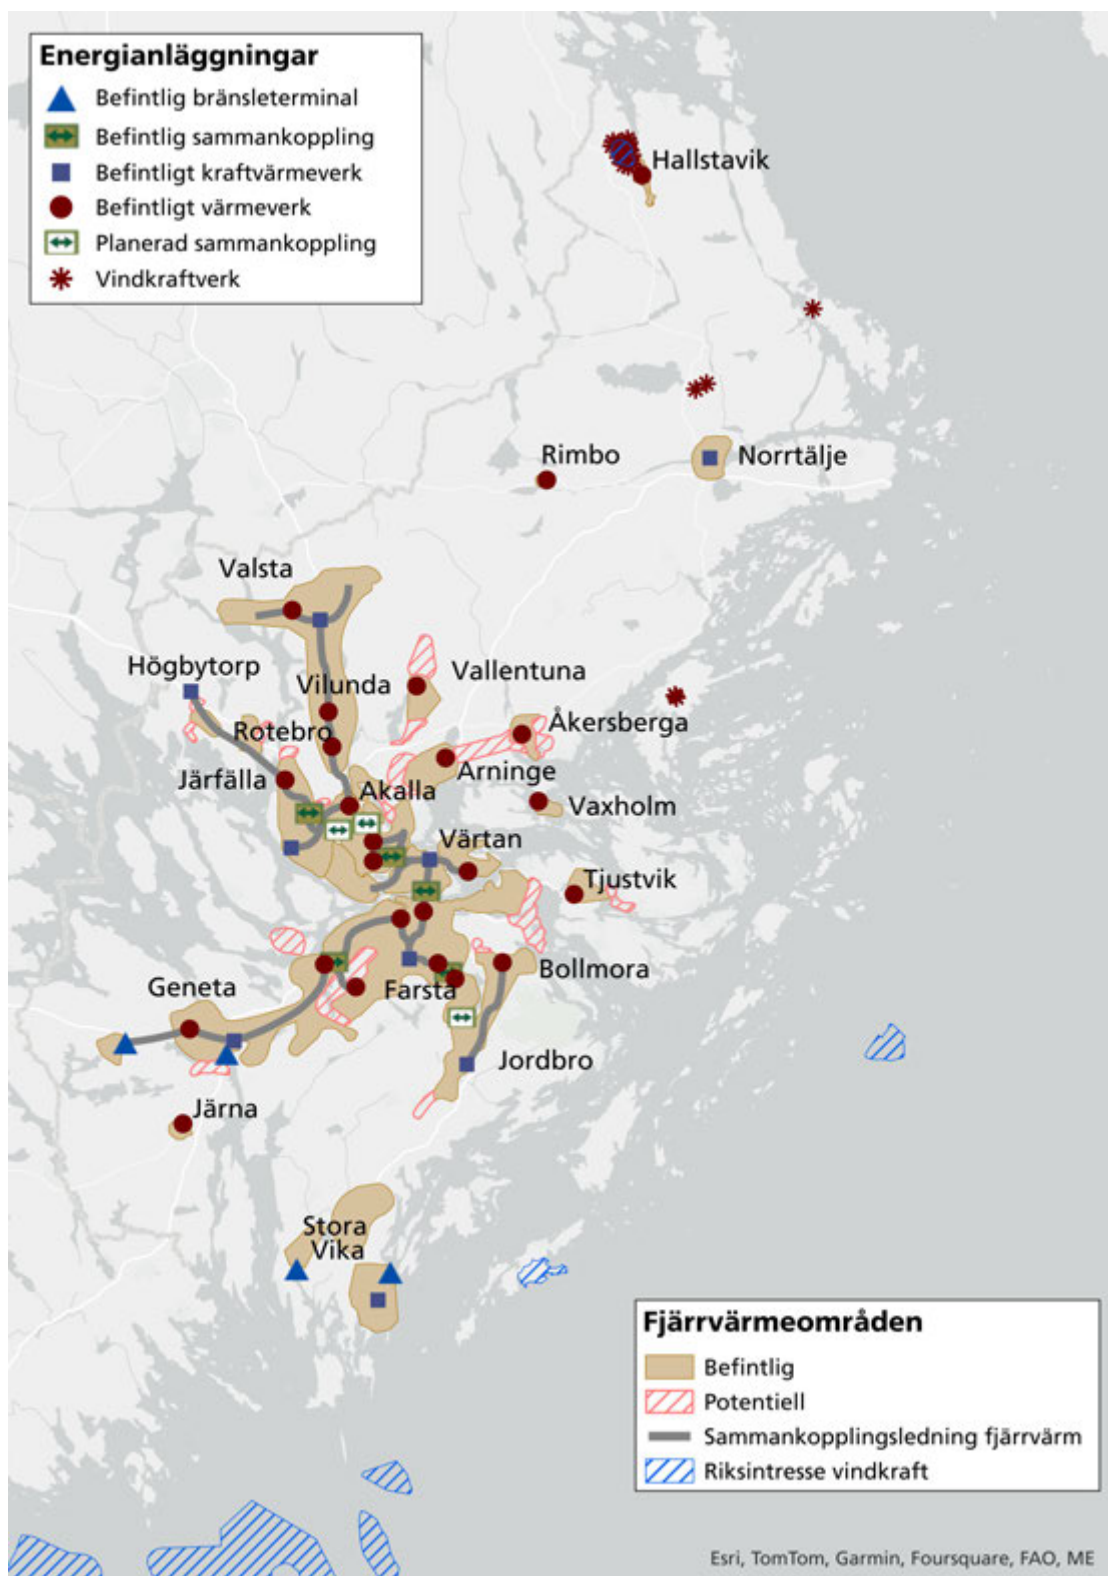 Energianläggningar
Befintlig bränsleterminal
Befintlig sammankoppling
Befintligt kraftvärmeverk
Befintligt värmeverk
Planerad sammankoppling
Vindkraftverk
Hallstavik
Rimbo
Norrtälje
Valsta
Högbytorp
Vallentuna
Vilunda
Åkersberga
Rotebro
Arninge
Järfälla
Akalla
Vaxholm
Värtan
Tjustvik
Bollmora
Geneta
Farsta
Jordbro
Järna
Stora
Vika
Fjärrvärmeområden
Befintlig
Potentiell
Sammankopplingsledning fjärrvärm
Riksintresse vindkraft
Esri, TomTom, Garmin, Foursquare, FAO, ME